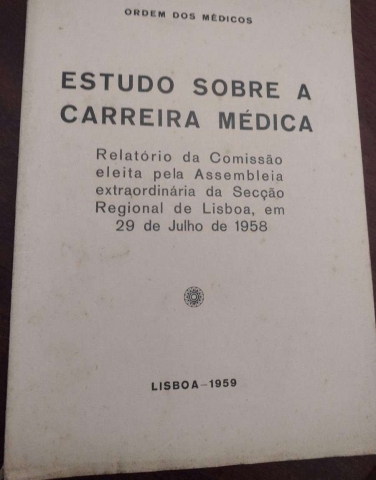 ORDEM DOS MÉDICOS
ESTUDO SOBRE A
CARREIRA MÉDICA
Relatório da Comissão
eleita pela Assembleia
extraordinária da Secção
Regional de Lisboa, em
29 de Julho de 1958
LISBOA - 1959